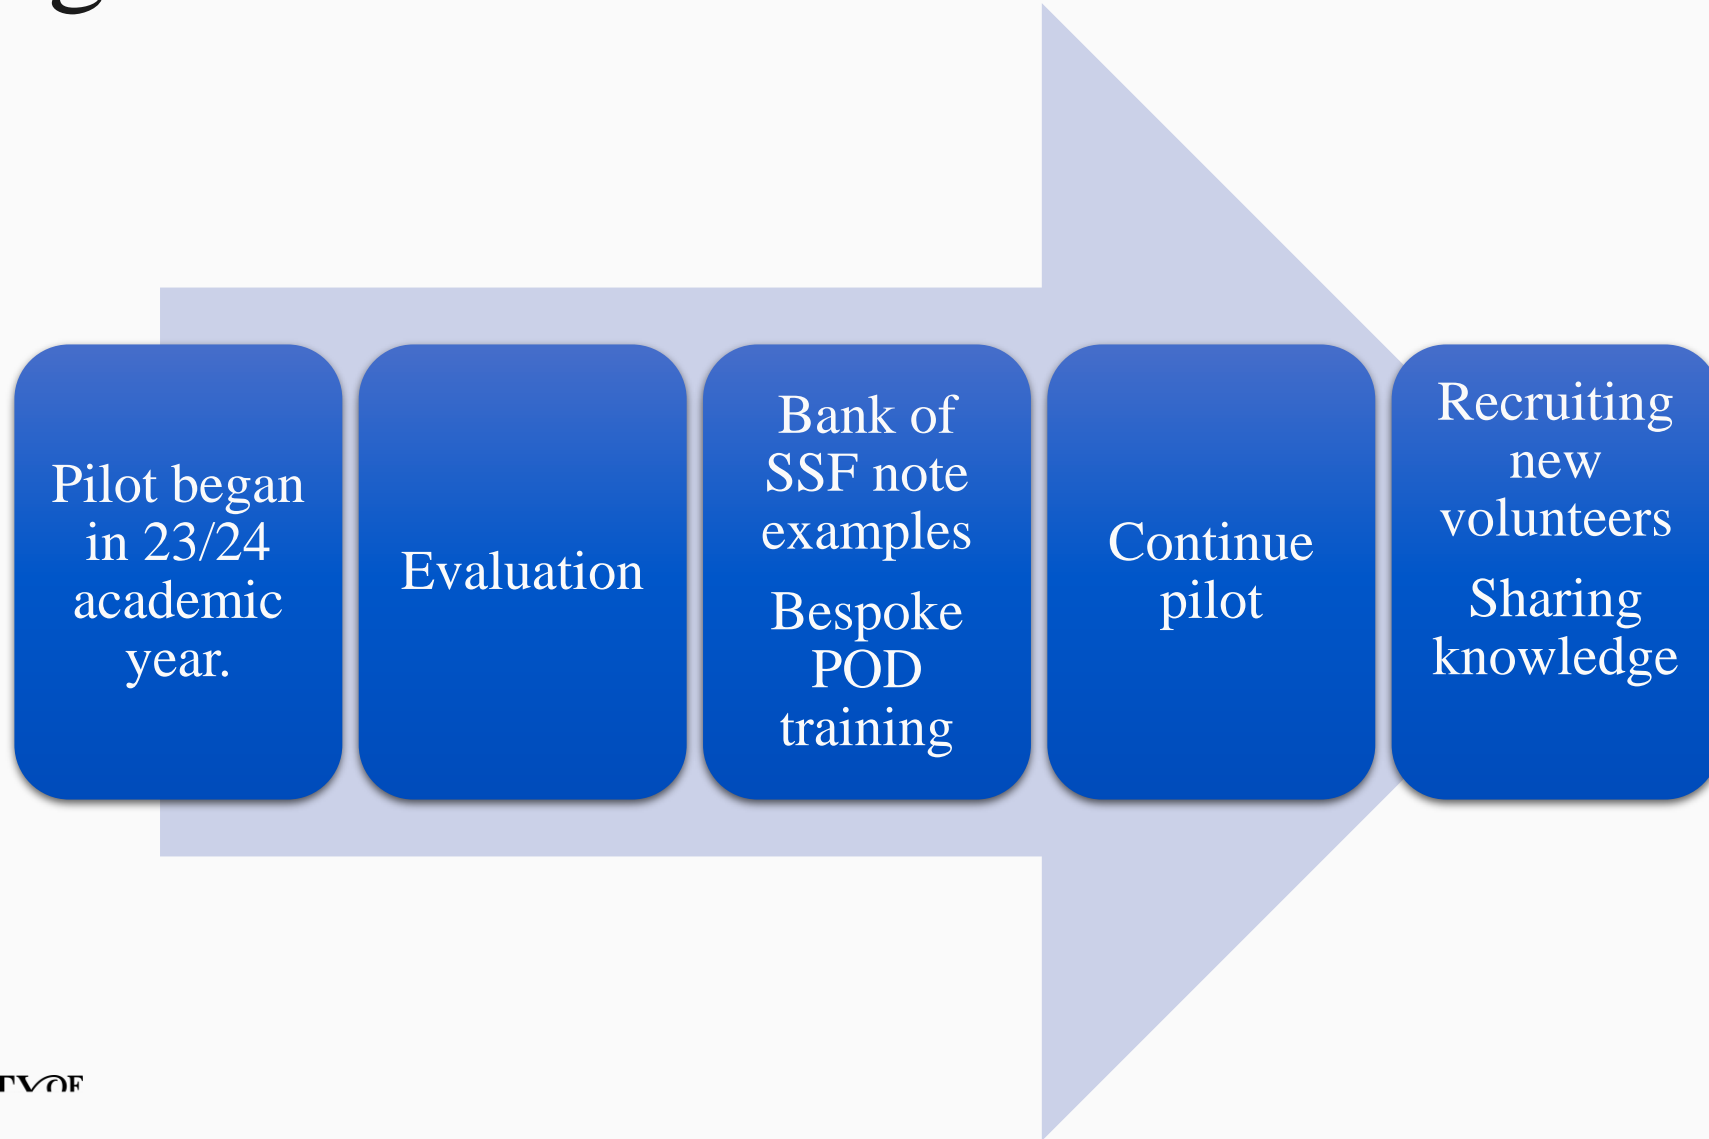 Pilot began
in 23/24
academic
year.
Evaluation
Bank of
SSF note
examples
Bespoke
POD
training
Continue
pilot
Recruiting
new
volunteers
Sharing
knowledge